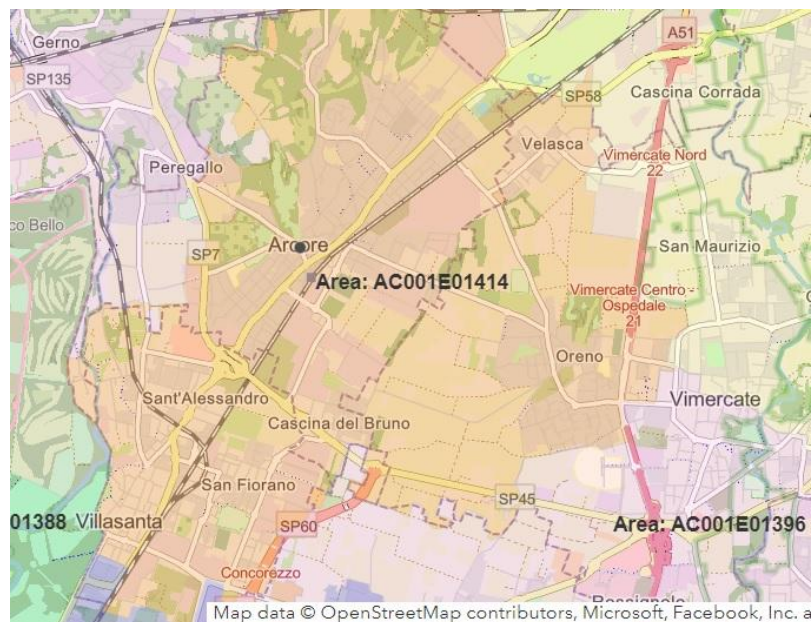 Gerno
SP135
A51
Cascina Corrada
SP58
Velasca
Vimercate Nord
22
Peregallo
co Bello
Arcore
SP7
San Maurizio
Area: AC001E01414
Vimercate Centro -
Ospedale
21
Oreno
Sant'Alessandro
Vimercate
Cascina del Bruno
San Fiorano
SP45
01388
Villasanta
SP60
Area: AC001E01396
Concorezzo
Map data © OpenStreetMap contributors, Microsoft, Facebook, Inc. a